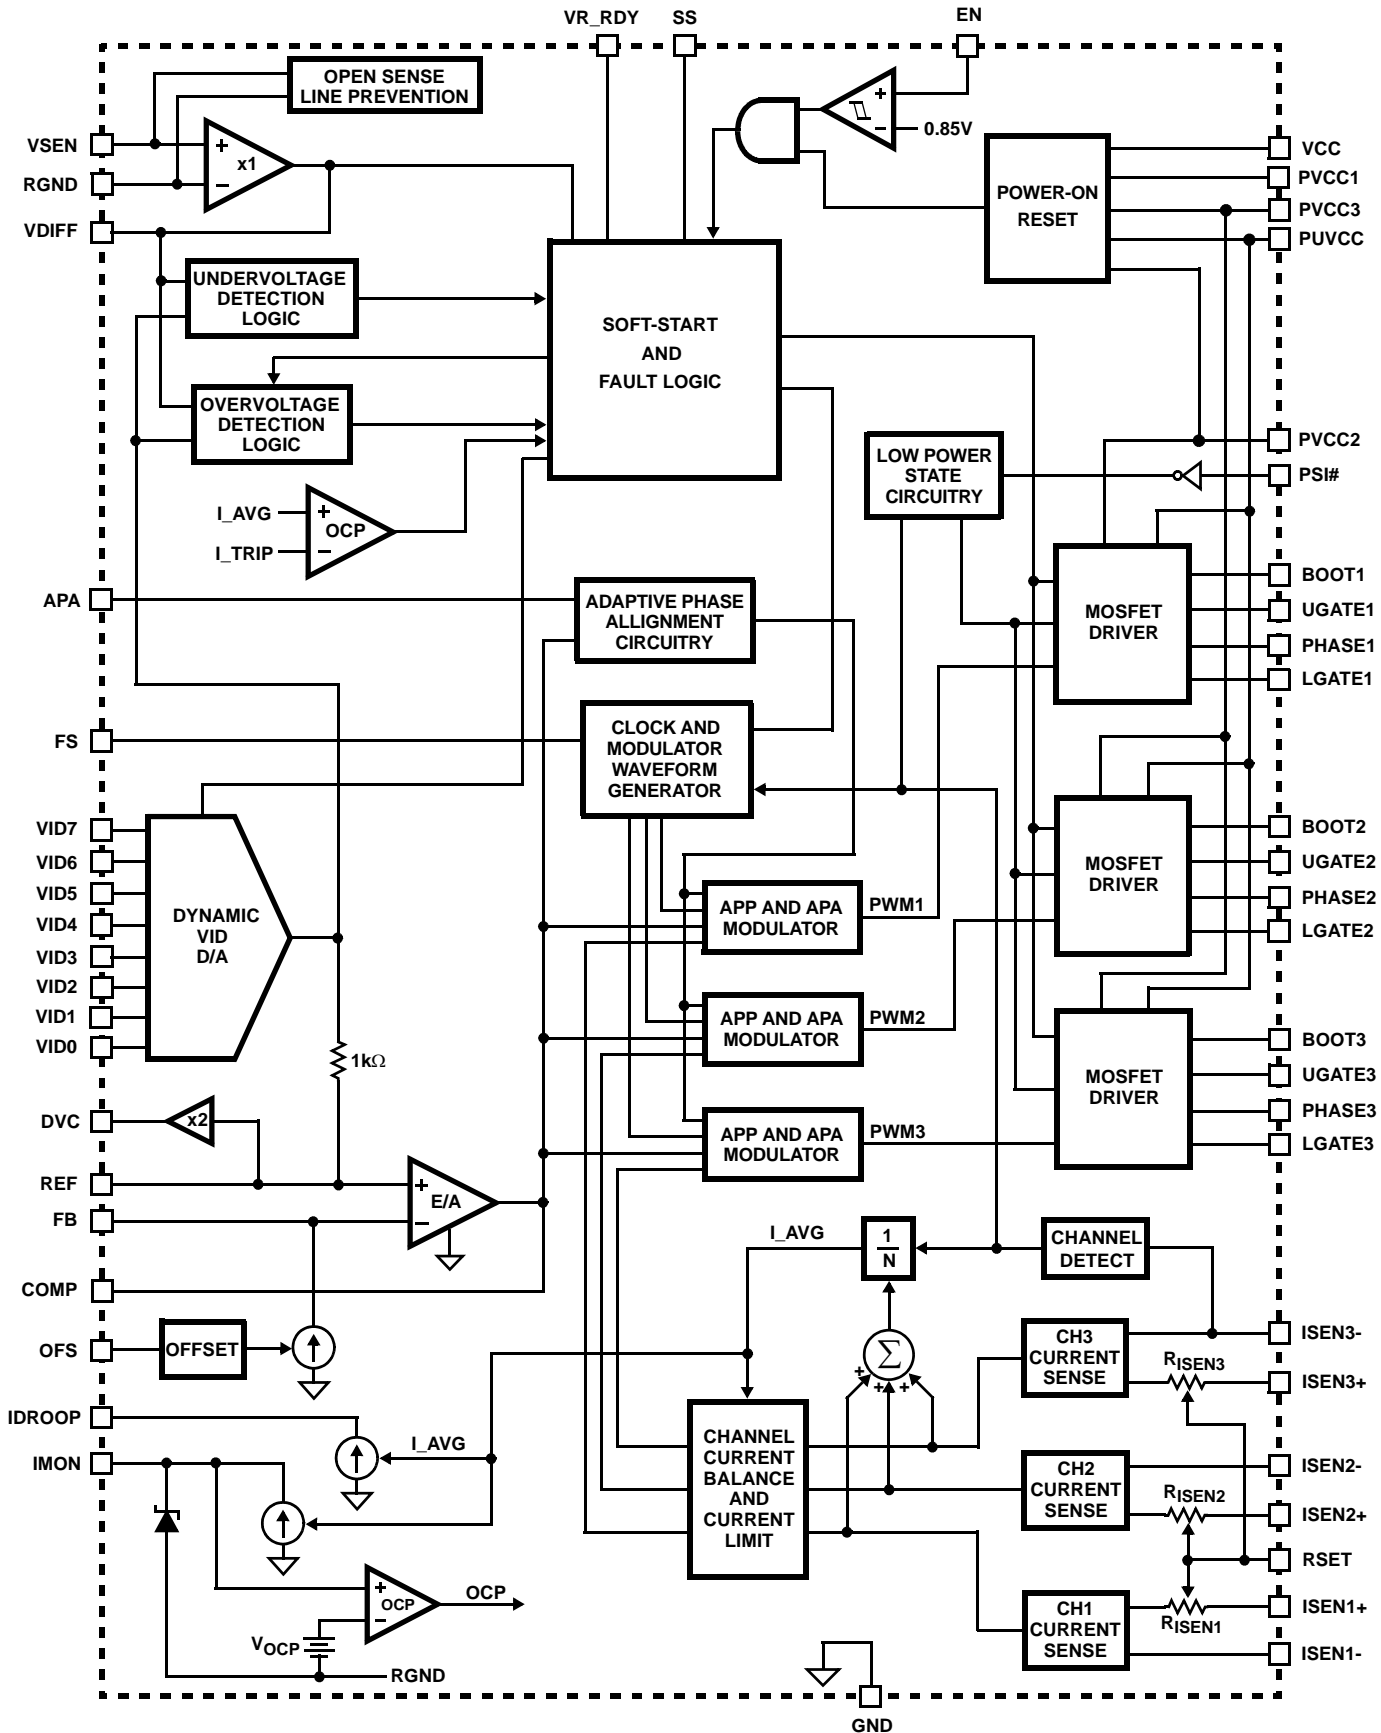 VR_RDY
SS
EN
OPEN SENSE
LINE PREVENTION
+
−
0.85V
VSEN
RGND
VDIFF
+
x1
−
POWER-ON
RESET
VCC
PVCC1
PVCC3
PUVCC
UNDERVOLTAGE
DETECTION
LOGIC
SOFT-START
AND
FAULT LOGIC
OVERVOLTAGE
DETECTION
LOGIC
LOW POWER
STATE
CIRCUITRY
PVCC2
PSI#
I_AVG
I_TRIP
+
OCP
−
APA
ADAPTIVE PHASE
ALLIGNMENT
CIRCUITRY
MOSFET
DRIVER
BOOT1
UGATE1
PHASE1
LGATE1
FS
CLOCK AND
MODULATOR
WAVEFORM
GENERATOR
VID7
VID6
VID5
VID4
VID3
VID2
VID1
VID0
DYNAMIC
VID
D/A
APP AND APA
MODULATOR
PWM1
MOSFET
DRIVER
BOOT2
UGATE2
PHASE2
LGATE2
APP AND APA
MODULATOR
PWM2
1kΩ
MOSFET
DRIVER
BOOT3
UGATE3
PHASE3
LGATE3
DVC
x2
APP AND APA
MODULATOR
PWM3
REF
FB
+
E/A
−
COMP
I_AVG
1
N
CHANNEL
DETECT
OFS
OFFSET
Σ
+
+
+
CH3
CURRENT
SENSE
RISEN3
ISEN3-
ISEN3+
IDROOP
IMON
I_AVG
CHANNEL
CURRENT
BALANCE
AND
CURRENT
LIMIT
CH2
CURRENT
SENSE
RISEN2
ISEN2-
ISEN2+
RSET
+
OCP
−
OCP
VOCP
RGND
CH1
CURRENT
SENSE
RISEN1
ISEN1+
ISEN1-
GND